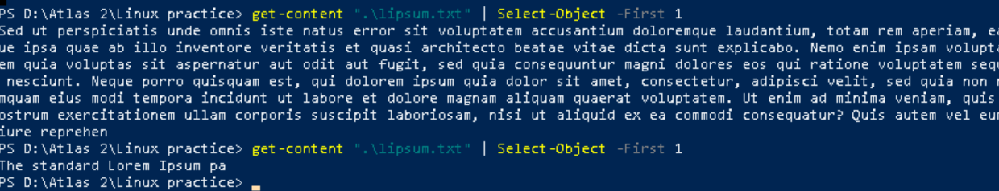 PS D:\Atlas 2\Linux practice> get-content ".\lipsum.txt" | Select-Object -First 1
Sed ut perspiciatis unde omnis iste natus error sit voluptatem accusantium doloremque laudantium, totam rem aperiam, ea
ue ipsa quae ab illo inventore veritatis et quasi architecto beatae vitae dicta sunt explicabo. Nemo enim ipsam volupta
em quia voluptas sit aspernatur aut odit aut fugit, sed quia consequuntur magni dolores eos qui ratione voluptatem sequ
nesciunt. Neque porro quisquam est, qui dolorem ipsum quia dolor sit amet, consectetur, adipisci velit, sed quia non
mquam eius modi tempora incidunt ut labore et dolore magnam aliquam quaerat voluptatem. Ut enim ad minima veniam, quis
ostrum exercitationem ullam corporis suscipit laboriosam, nisi ut aliquid ex ea commodi consequatur? Quis autem vel eum
iure reprehen
PS D:\Atlas 2\Linux practice> get-content ".\lipsum.txt" | Select-Object -First 1
The standard Lorem Ipsum pa
PS D:\Atlas 2\Linux practice>